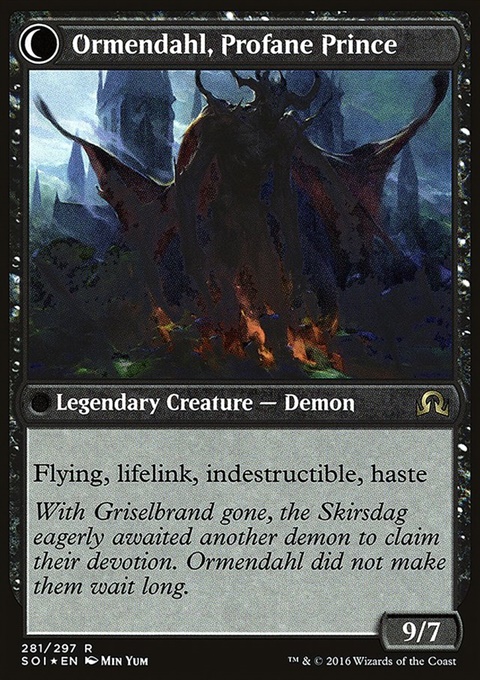 Ormendahl, Profane Prince
Legendary Creature — Demon
Flying, lifelink, indestructible, haste
With Griselbrand gone, the Skirsdag
eagerly awaited another demon to claim
their devotion. Ormendahl did not make
them wait long.
9/7
281/297 R
SOI ★ EN Min Yum
™ & © 2016 Wizards of the Coast